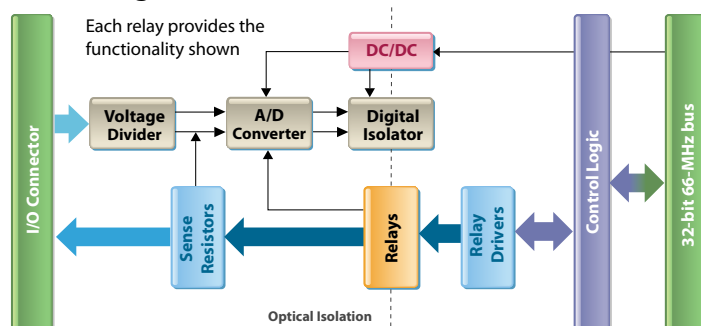 Each relay provides the
functionality shown
DC/DC
Voltage
Divider
A/D
Converter
Digital
Isolator
I/O Connector
Sense
Resistors
Relays
Relay
Drivers
Control Logic
32-bit 66-MHz bus
Optical Isolation